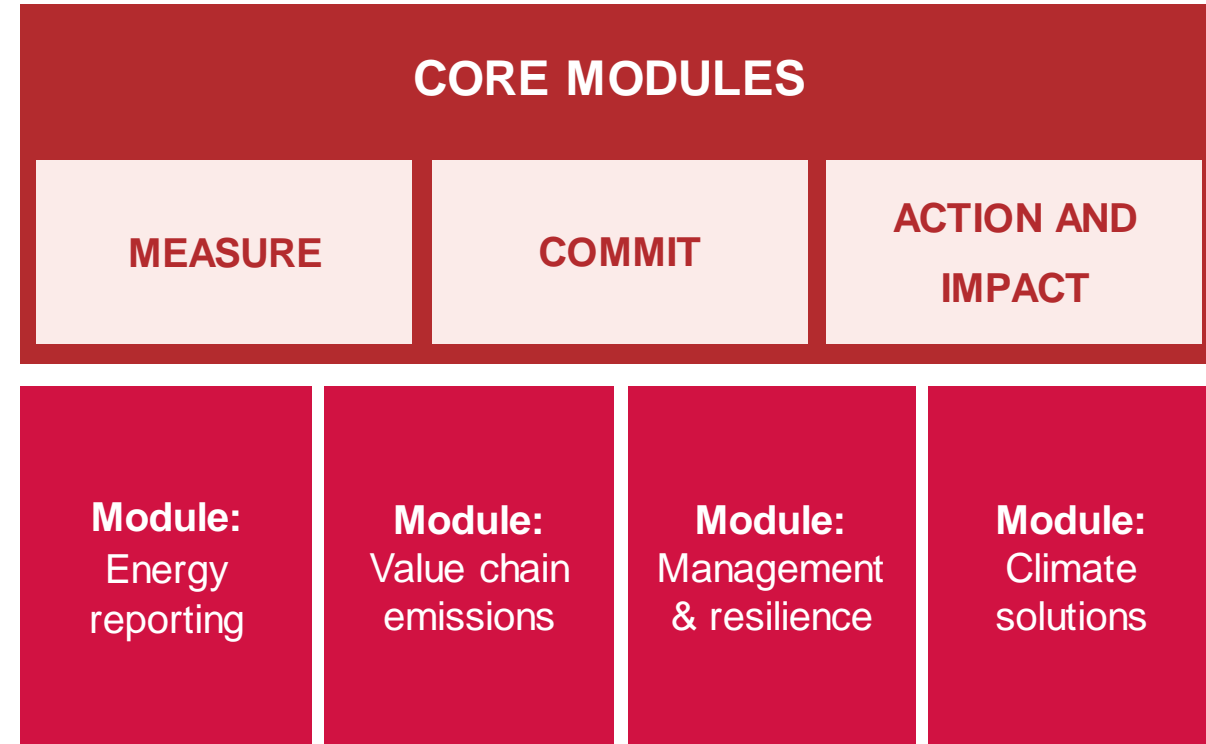 CORE MODULES
MEASURE
COMMIT
ACTION AND
IMPACT
Module:
Energy
reporting
Module:
Value chain
emissions
Module:
Management
& resilience
Module:
Climate
solutions